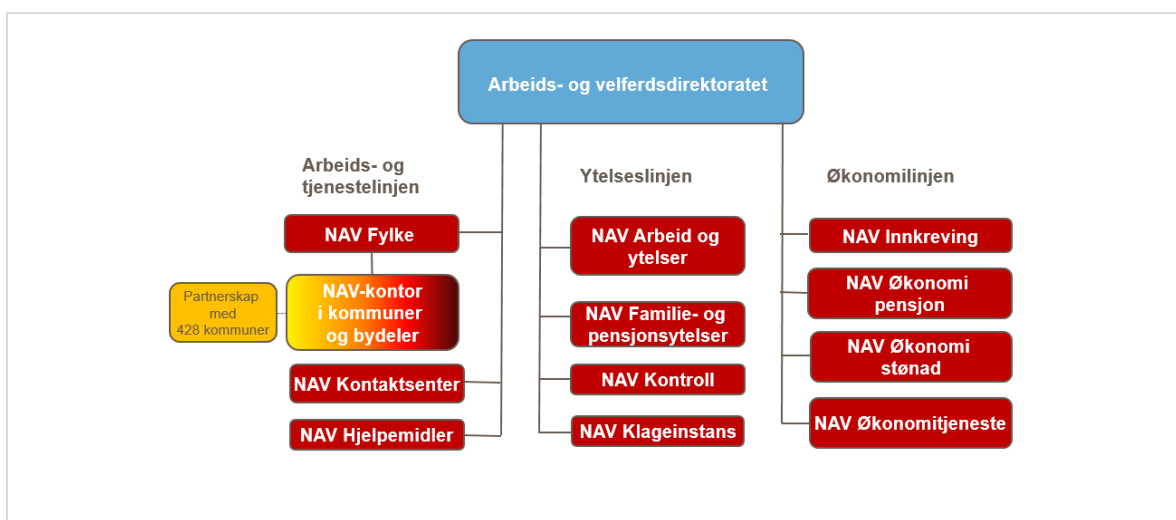 Arbeids- og velferdsdirektoratet
Arbeids- og
tjenestelinjen
NAV Fylke
Partnerskap
med
428 kommuner
NAV-kontor
i kommuner
og bydeler
NAV Kontaktsenter
NAV Hjelpemidler
Ytelseslinjen
NAV Arbeid og
ytelser
NAV Familie- og
pensjonsytelser
NAV Kontroll
NAV Klageinstans
Økonomilinjen
NAV Innkreving
NAV Økonomi
pensjon
NAV Økonomi
stønad
NAV Økonomitjeneste